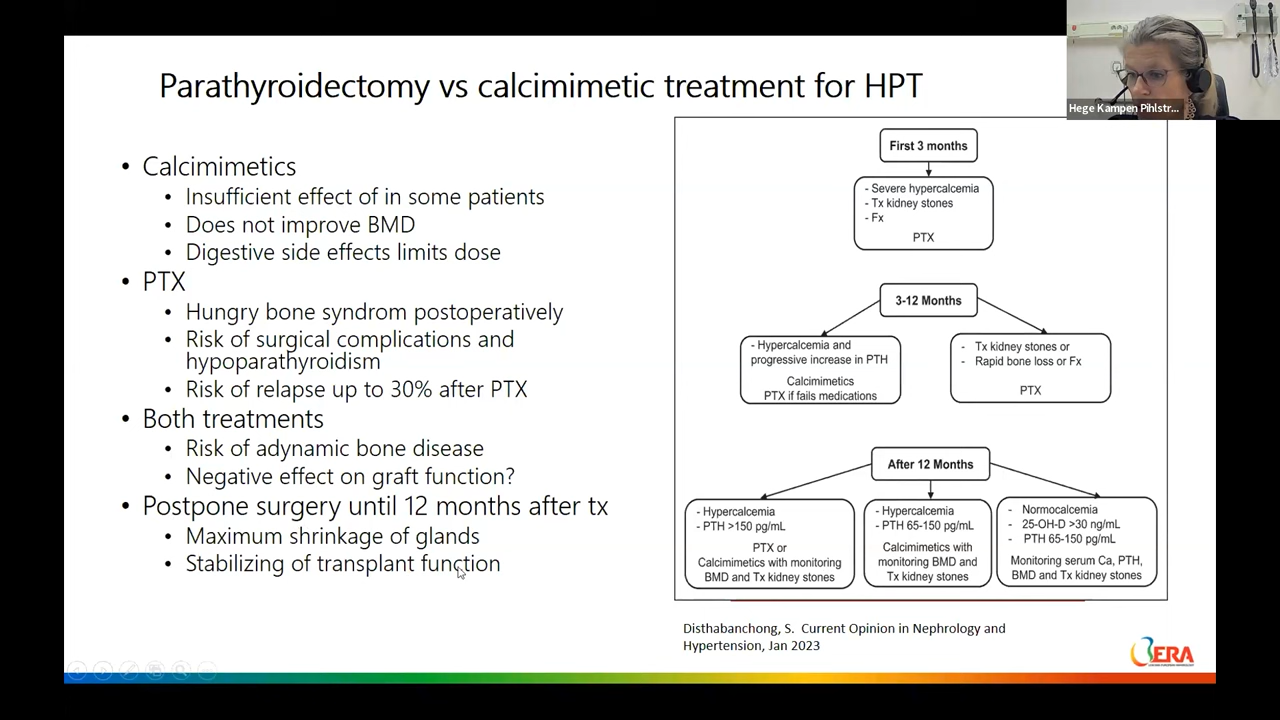 Parathyroidectomy vs calcimimetic treatment for HPT
Hege Kampen Pihlstr...
• Calcimimetics
• Insufficient effect of in some patients
• Does not improve BMD
• Digestive side effects limits dose
• PTX
• Hungry bone syndrom postoperatively
• Risk of surgical complications and
hypoparathyroidism
• Risk of relapse up to 30% after PTX
• Both treatments
• Risk of adynamic bone disease
• Negative effect on graft function?
• Postpone surgery until 12 months after tx
• Maximum shrinkage of glands
• Stabilizing of transplant function
First 3 months
- Severe hypercalcemia
- Tx kidney stones
- Fx
PTX
3-12 Months
- Hypercalcemia and
progressive increase in PTH
Calcimimetics
PTX if fails medications
- Tx kidney stones or
- Rapid bone loss or Fx
PTX
After 12 Months
- Hypercalcemia
- PTH >150 pg/mL
PTX or
Calcimimetics with monitoring
BMD and Tx kidney stones
- Hypercalcemia
- PTH 65-150 pg/mL
Calcimimetics with
monitoring BMD and
Tx kidney stones
- Normocalcemia
- 25-OH-D >30 ng/mL
- PTH 65-150 pg/mL
Monitoring serum Ca, PTH,
BMD and Tx kidney stones
Disthabanchong, S. Current Opinion in Nephrology and
Hypertension, Jan 2023
ERA